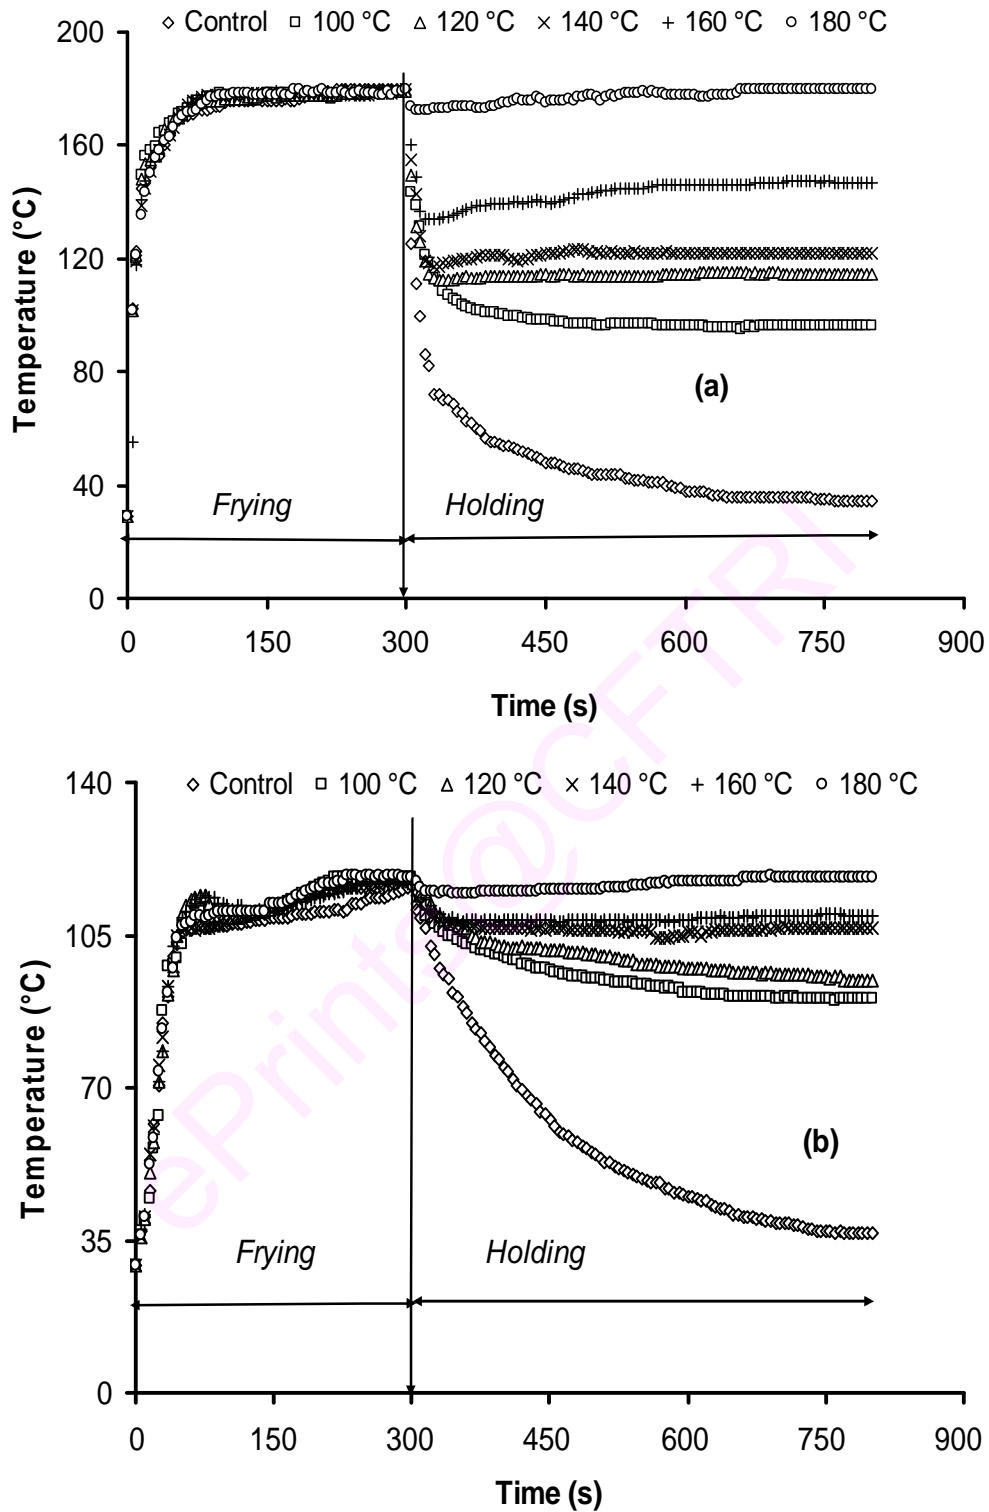 ◇ Control □ 100 °C △ 120 °C × 140 °C + 160 °C ○ 180 °C
200
160
120
80
40
0
Temperature (°C)
(a)
Frying Holding
0 150 300 450 600 750 900
Time (s)
◇ Control □ 100 °C △ 120 °C × 140 °C + 160 °C ○ 180 °C
140
105
70
35
0
Temperature (°C)
(b)
Frying Holding
0 150 300 450 600 750 900
Time (s)
ePrints@CFTRI